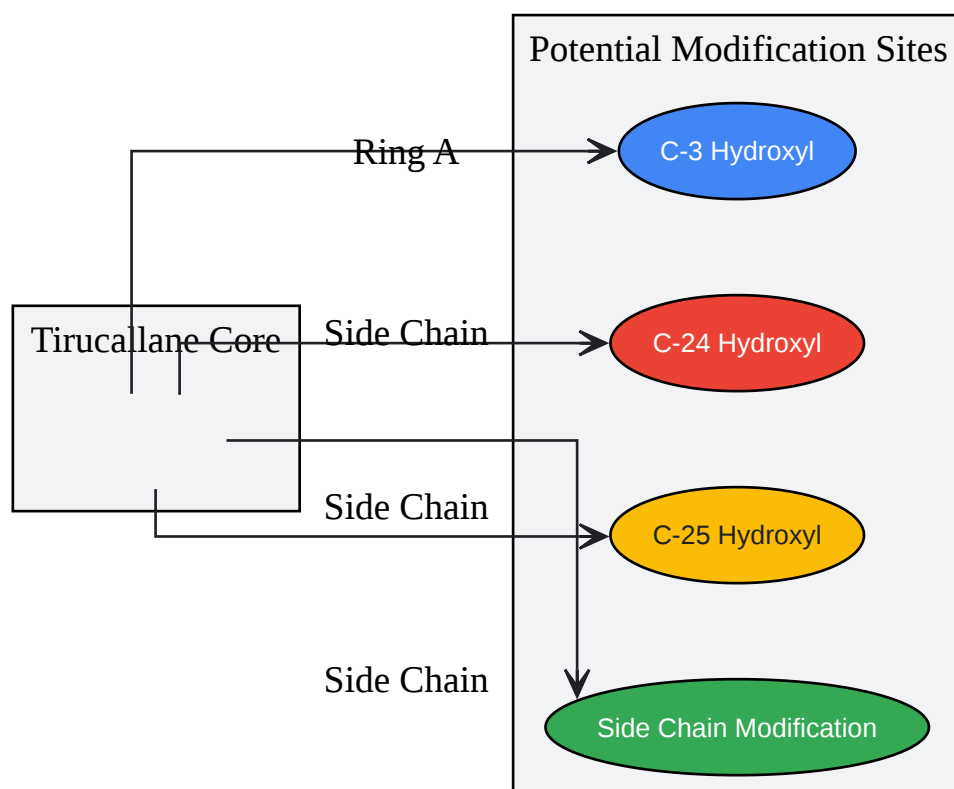 Potential Modification Sites
Ring A
C-3 Hydroxyl
Tirucallane Core
Side Chain
C-24 Hydroxyl
Side Chain
C-25 Hydroxyl
Side Chain
Side Chain Modification